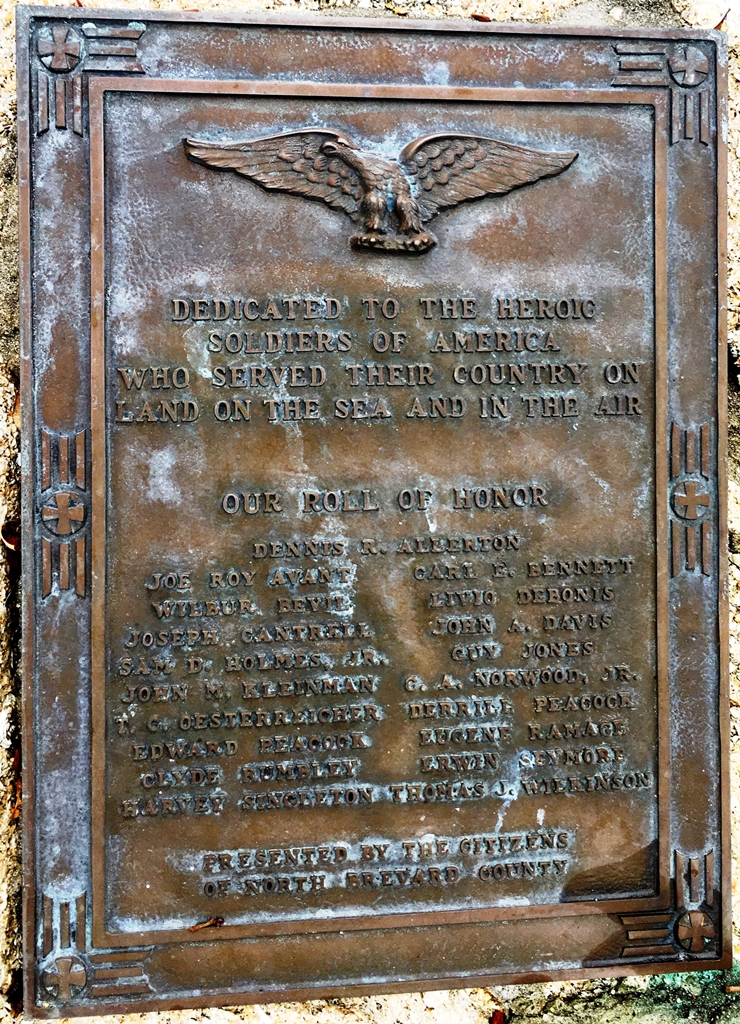 DEDICATED TO THE HEROIC
SOLDIERS OF AMERICA
WHO SERVED THEIR COUNTRY ON
LAND ON THE SEA AND IN THE AIR
OUR ROLL OF HONOR
DENNIS R. ALLERTON
JOE ROY AVANT CARL E. BENNETT
WILBUR BEVIL LIVIO DEBONIS
JOSEPH CANTRELL JOHN A. DAVIS
SAM D. HOLMES, JR. GUY JONES
JOHN M. KLEINMAN G. A. NORWOOD, JR.
T. C. OESTERREICHER DERRILL PEACOCK
EDWARD PEACOCK EUGENE RAMAGE
CLYDE RUMBLEY ERWIN SEYMORE
HARVEY SINGLETON THOMAS J. WILKINSON
PRESENTED BY THE CITIZENS
OF NORTH BREVARD COUNTY